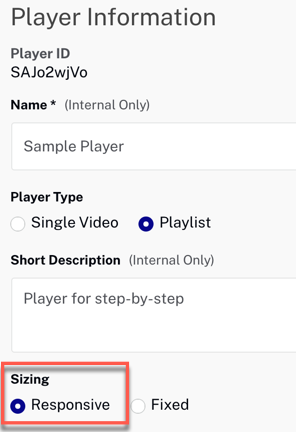 Player Information
Player ID
SAJo2wjVo
Name * (Internal Only)
Sample Player
Player Type
Single Video Playlist
Short Description (Internal Only)
Player for step-by-step
Sizing
Responsive Fixed